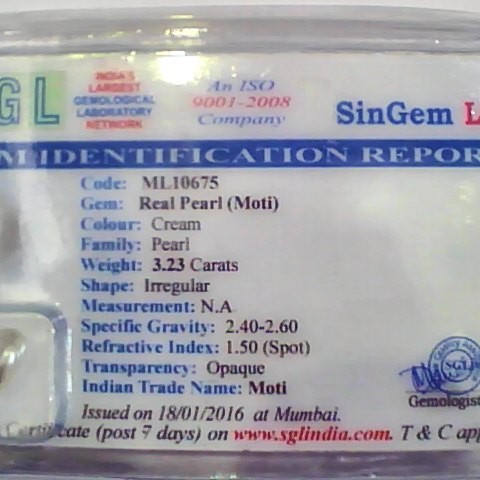 GL
INDIA'S
LARGEST
GEMOLOGICAL
LABORATORY
NETWORK
An ISO
9001-2008
Company
SinGem L
M IDENTIFICATION REPOR
Code: ML10675
Gem: Real Pearl (Moti)
Colour: Cream
Family: Pearl
Weight: 3.23 Carats
Shape: Irregular
Measurement: N.A
Specific Gravity: 2.40-2.60
Refractive Index: 1.50 (Spot)
Transparency: Opaque
Indian Trade Name: Moti
SGLI
Gemologist
Issued on 18/01/2016 at Mumbai.
Certificate (post 7 days) on www.sglindia.com. T & C app